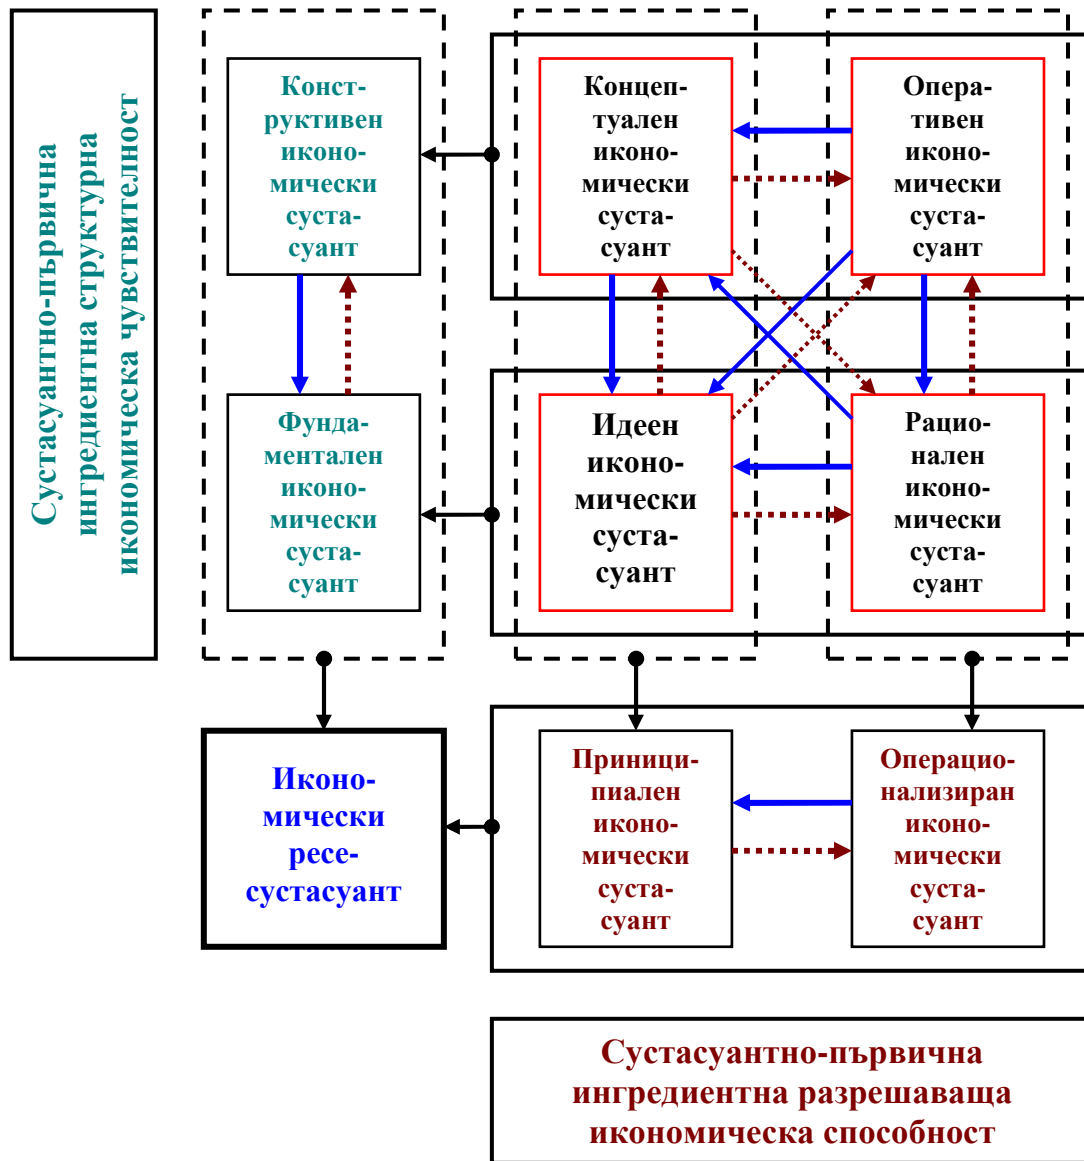 Сустасуантно-първична
ингредиентна структурна
икономическа чувствителност
Конст-
руктивен
иконо-
мически
суста-
суант
Концеп-
туален
иконо-
мически
суста-
суант
Опера-
тивен
иконо-
мически
суста-
суант
Фунда-
ментален
иконо-
мически
суста-
суант
Идеен
иконо-
мически
суста-
суант
Рацио-
нален
иконо-
мически
суста-
суант
Иконо-
мически
ресе-
сустасуант
Приници-
пиален
иконо-
мически
суста-
суант
Операцио-
нализиран
иконо-
мически
суста-
суант
Сустасуантно-първична
ингредиентна разрешаваща
икономическа способност